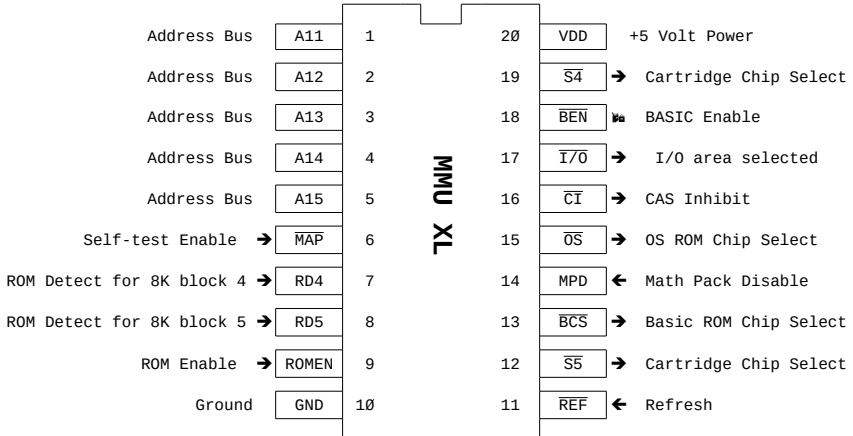 Address Bus A11 1 20 VDD +5 Volt Power
Address Bus A12 2 19 S4 Cartridge Chip Select
Address Bus A13 3 18 BEN BASIC Enable
Address Bus A14 4 17 I/O I/O area selected
Address Bus A15 5 16 CI CAS Inhibit
MMU XL
Self-test Enable MAP 6 15 OS OS ROM Chip Select
ROM Detect for 8K block 4 RD4 7 14 MPD Math Pack Disable
ROM Detect for 8K block 5 RD5 8 13 BCS Basic ROM Chip Select
ROM Enable ROMEN 9 12 S5 Cartridge Chip Select
Ground GND 10 11 REF Refresh